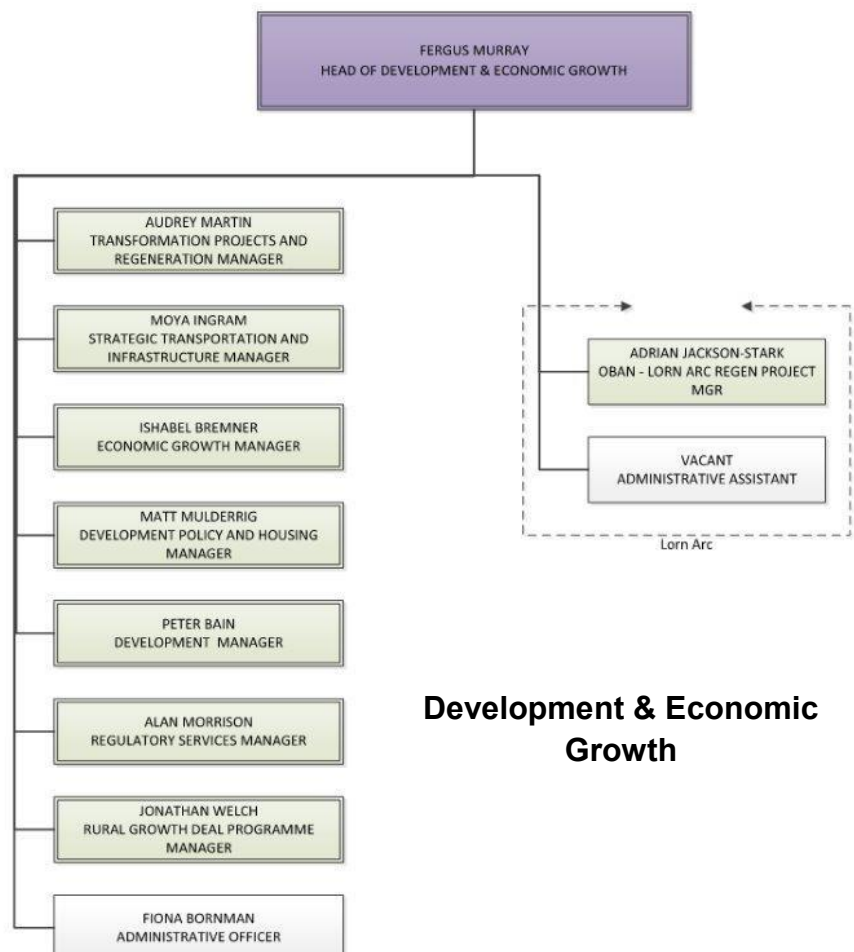 FERGUS MURRAY
HEAD OF DEVELOPMENT & ECONOMIC GROWTH
AUDREY MARTIN
TRANSFORMATION PROJECTS AND
REGENERATION MANAGER
MOYA INGRAM
STRATEGIC TRANSPORTATION AND
INFRASTRUCTURE MANAGER
ISHABEL BREMNER
ECONOMIC GROWTH MANAGER
MATT MULDERRIG
DEVELOPMENT POLICY AND HOUSING
MANAGER
PETER BAIN
DEVELOPMENT MANAGER
ALAN MORRISON
REGULATORY SERVICES MANAGER
JONATHAN WELCH
RURAL GROWTH DEAL PROGRAMME
MANAGER
FIONA BORNMAN
ADMINISTRATIVE OFFICER
ADRIAN JACKSON-STARK
OBAN - LORN ARC REGEN PROJECT
MGR
VACANT
ADMINISTRATIVE ASSISTANT
Lorn Arc
Development & Economic
Growth